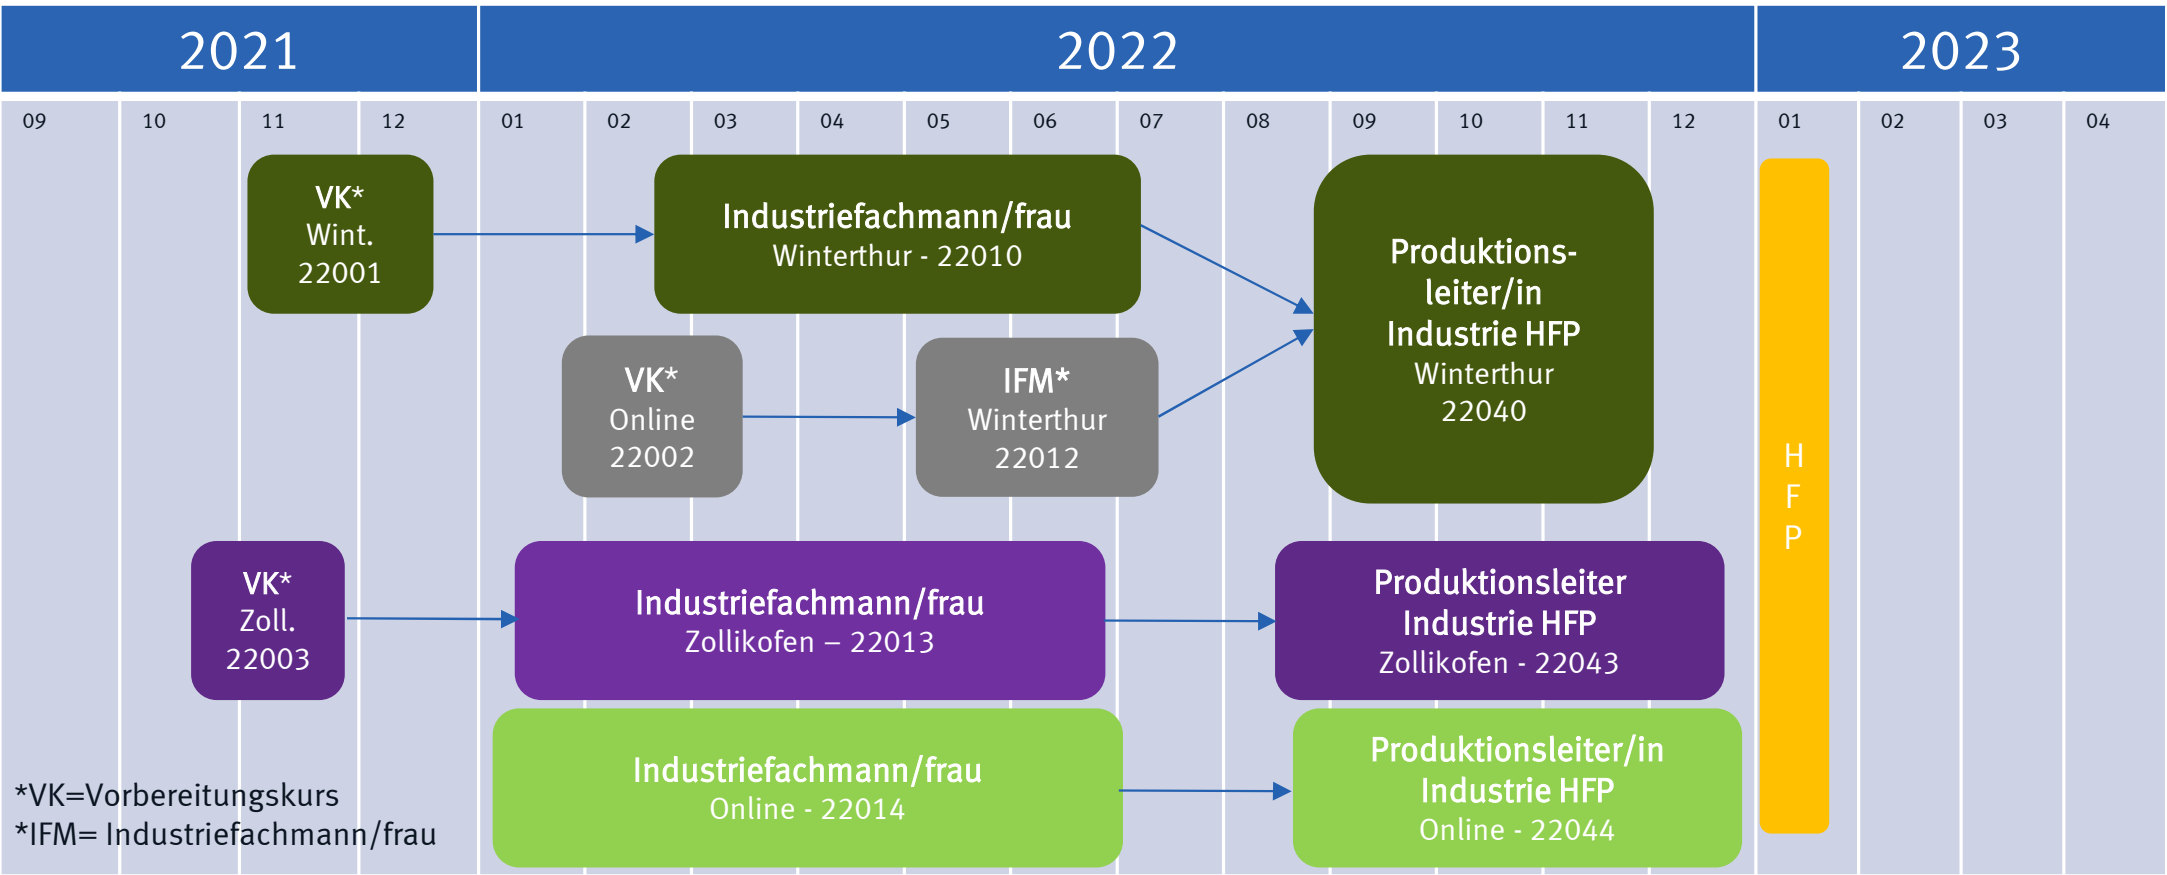 2021
2022
2023
09 10 11 12 01 02 03 04 05 06 07 08 09 10 11 12 01 02 03 04
VK*
Wint.
22001
Industriefachmann/frau
Winterthur - 22010
Produktions-
leiter/in
Industrie HFP
Winterthur
22040
VK*
Online
22002
IFM*
Winterthur
22012
H
F
P
VK*
Zoll.
22003
Industriefachmann/frau
Zollikofen – 22013
Produktionsleiter
Industrie HFP
Zollikofen - 22043
Industriefachmann/frau
Online - 22014
Produktionsleiter/in
Industrie HFP
Online - 22044
*VK=Vorbereitungskurs
*IFM= Industriefachmann/frau